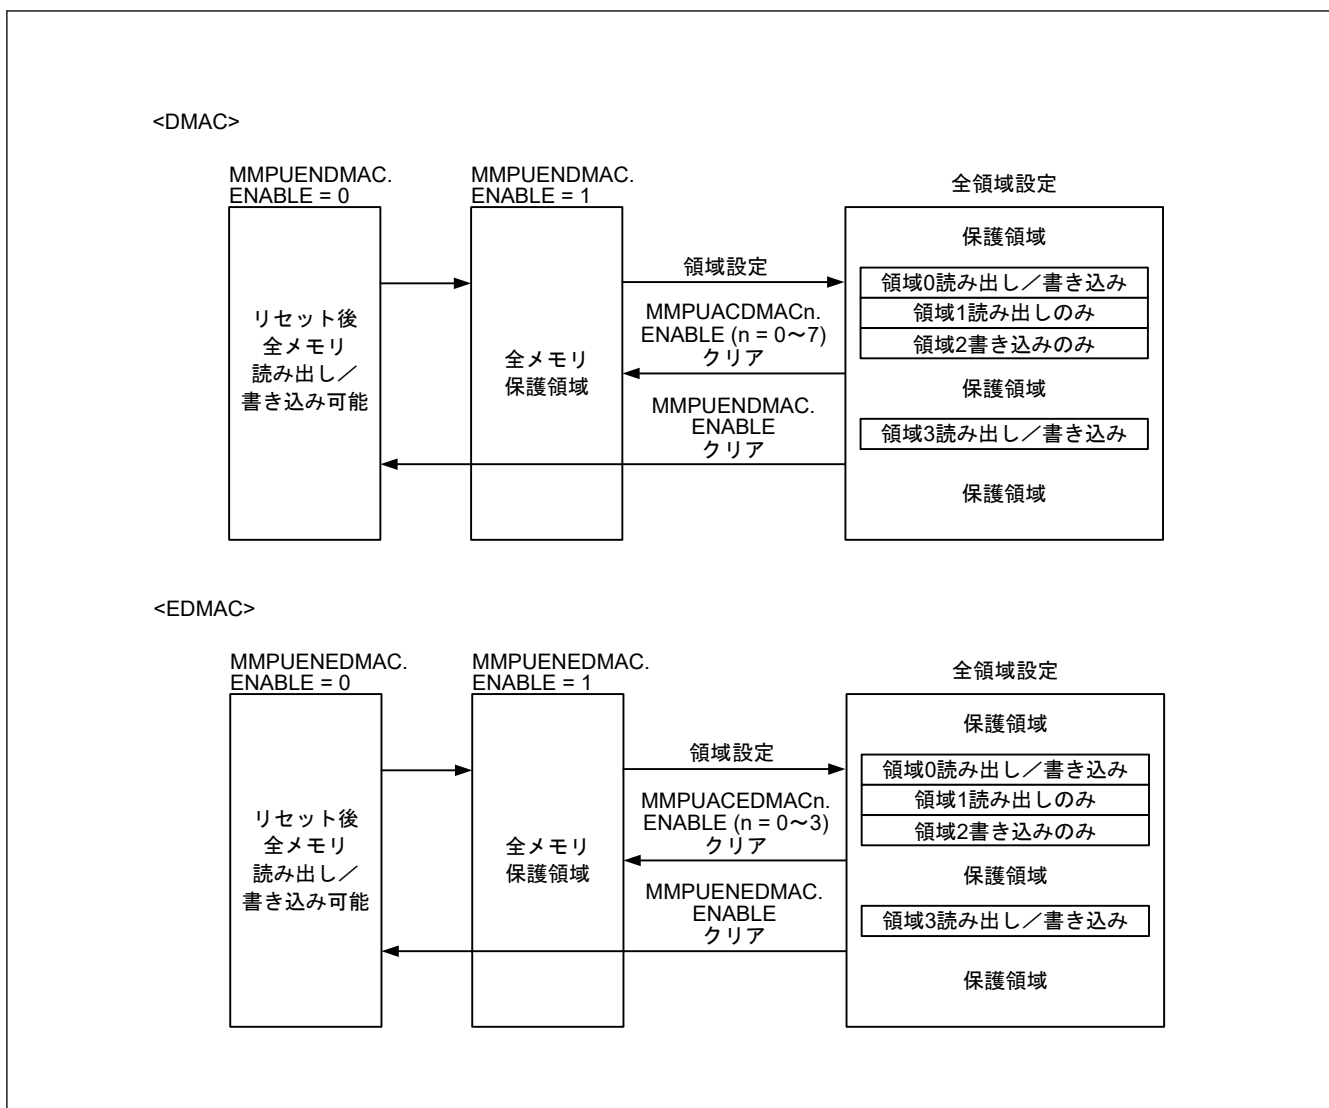 <DMAC>
MMPUENDMAC.
ENABLE = 0
MMPUENDMAC.
ENABLE = 1
全領域設定
リセット後
全メモリ
読み出し／
書き込み可能
全メモリ
保護領域
領域設定
MMPUACDMACn.
ENABLE (n = 0～7)
クリア
MMPUENDMAC.
ENABLE
クリア
保護領域
領域0読み出し／書き込み
領域1読み出しのみ
領域2書き込みのみ
保護領域
領域3読み出し／書き込み
保護領域
<EDMAC>
MMPUENEDMAC.
ENABLE = 0
MMPUENEDMAC.
ENABLE = 1
全領域設定
リセット後
全メモリ
読み出し／
書き込み可能
全メモリ
保護領域
領域設定
MMPUACEDMACn.
ENABLE (n = 0～3)
クリア
MMPUENEDMAC.
ENABLE
クリア
保護領域
領域0読み出し／書き込み
領域1読み出しのみ
領域2書き込みのみ
保護領域
領域3読み出し／書き込み
保護領域